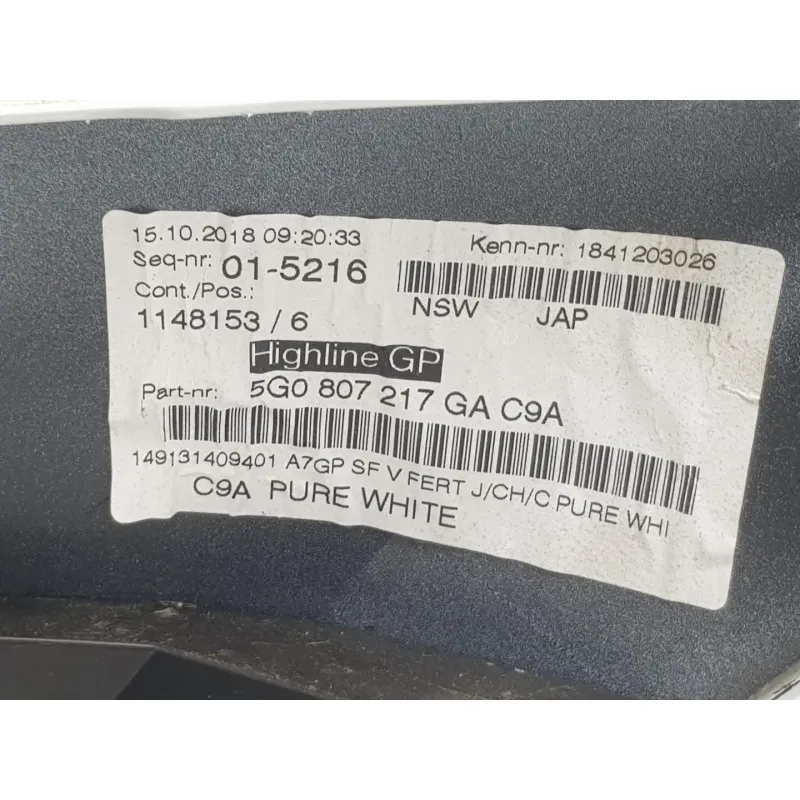 15.10.2018 09:20:33
Kenn-nr: 1841203026
Seq-nr: 01-5216
NSW JAP
Cont./Pos.:
1148153 / 6
Highline GP
Part-nr: 5G0 807 217 GA C9A
149131409401 A7GP SF V FERT J/CH/C PURE WHI
C9A PURE WHITE